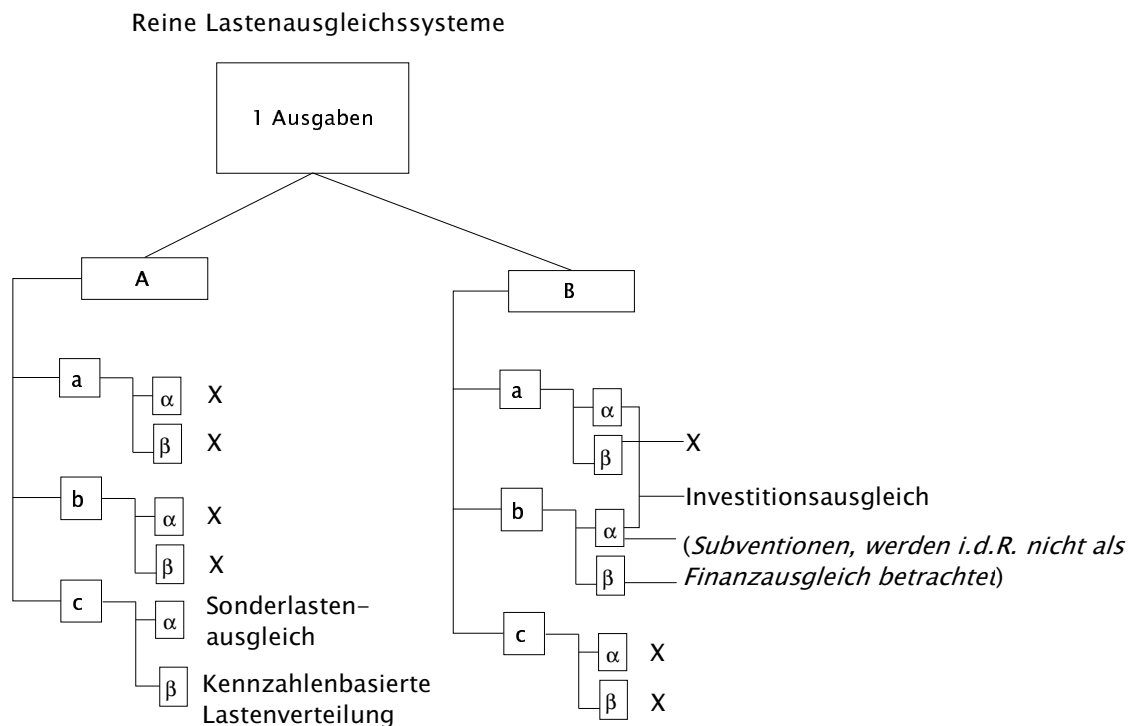 Reine Lastenausgleichssysteme
1 Ausgaben
A
a
α X
β X
b
α X
β X
c
α Sonderlasten-
ausgleich
β Kennzahlenbasierte
Lastenverteilung
B
a
α
β X
Investitionsausgleich
b
α (Subventionen, werden i.d.R. nicht als
β Finanzausgleich betrachtet)
c
α X
β X